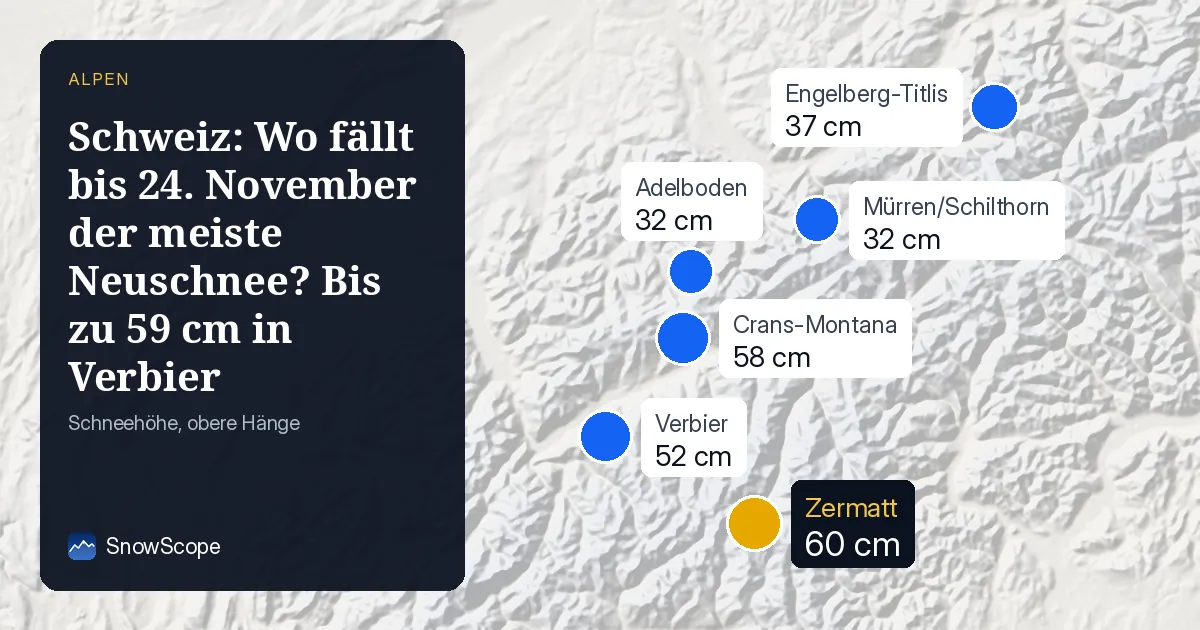 ALPEN
Schweiz: Wo fällt
bis 24. November
der meiste
Neuschnee? Bis
zu 59 cm in
Verbier
Schneehöhe, obere Hänge
SnowScope
Engelberg-Titlis
37 cm
Adelboden
32 cm
Mürren/Schilthorn
32 cm
Crans-Montana
58 cm
Verbier
52 cm
Zermatt
60 cm